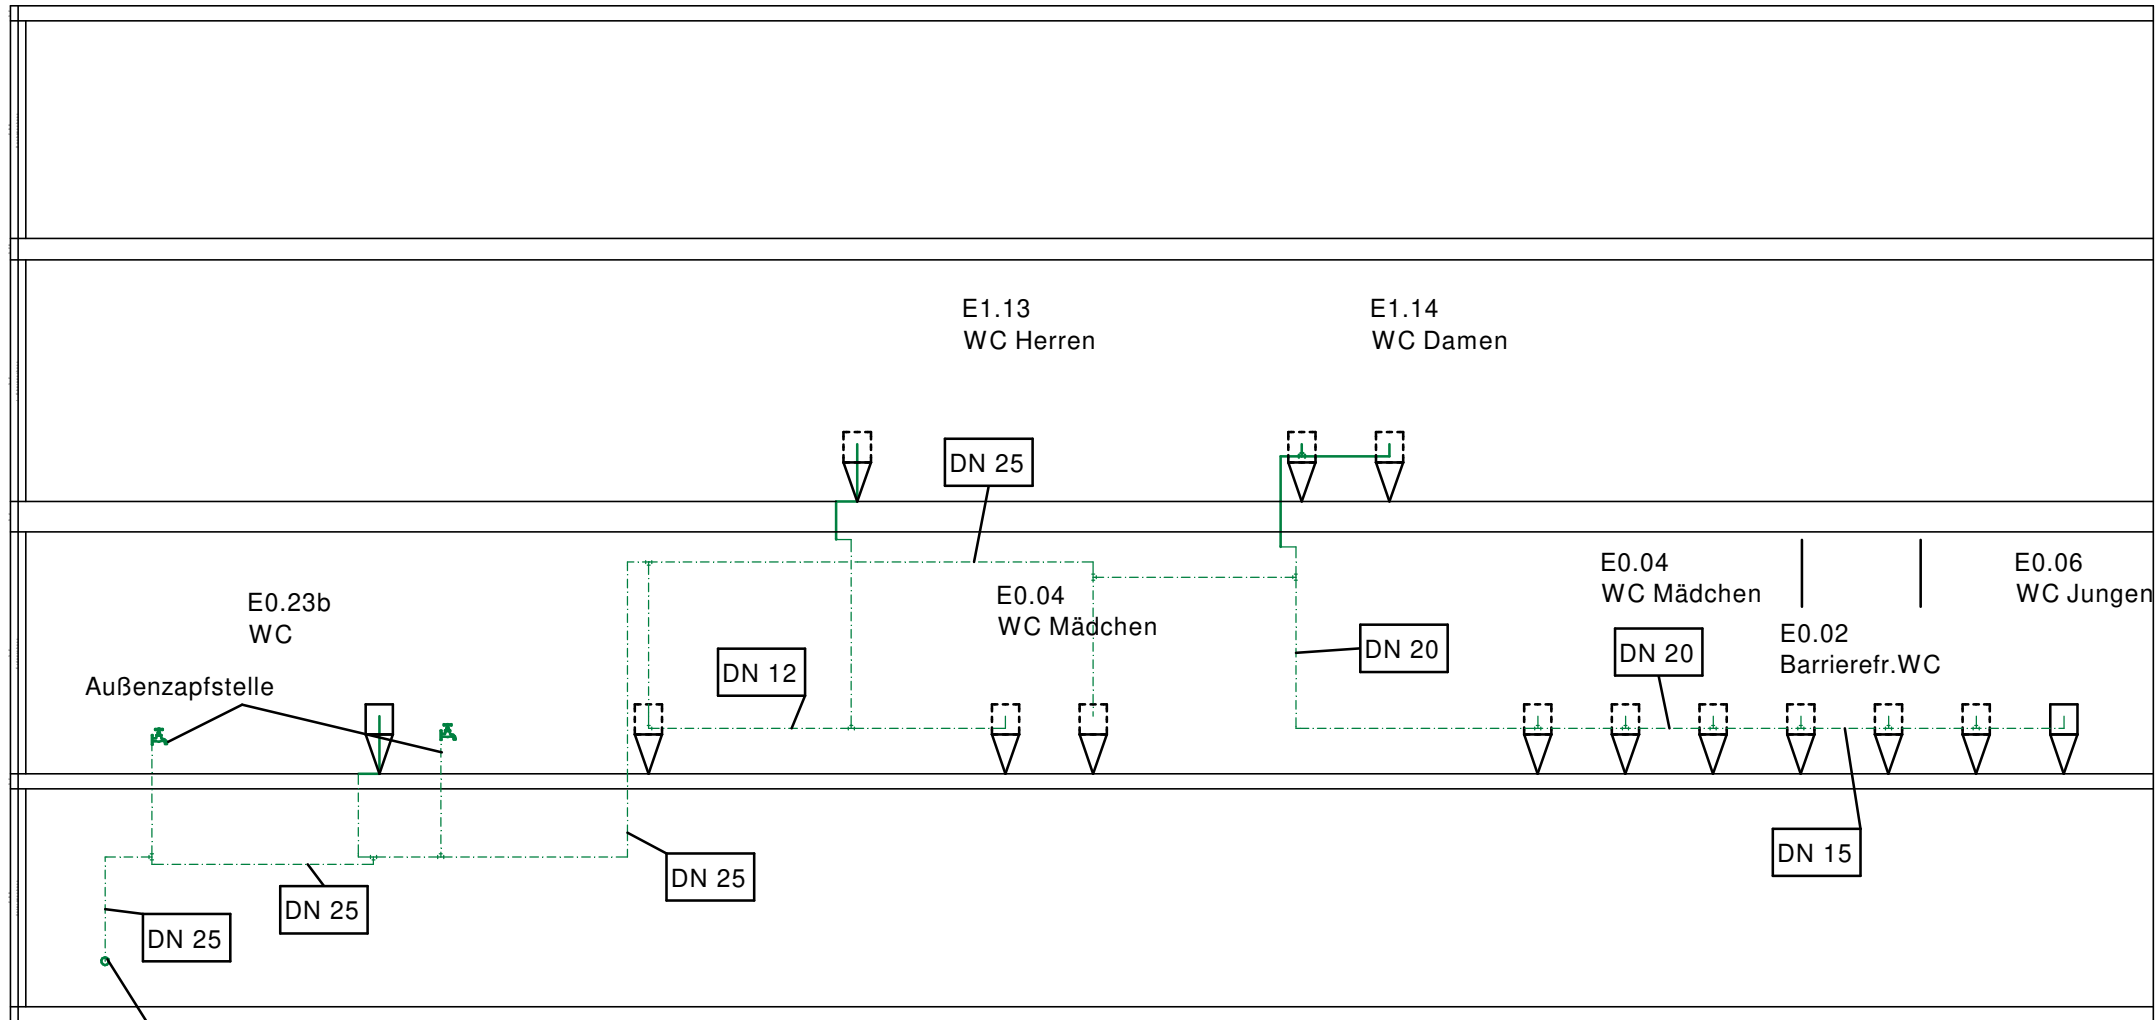 E1.13
WC Herren
E1.14
WC Damen
DN 25
E0.23b
WC
E0.04
WC Mädchen
E0.04
WC Mädchen
E0.06
WC Jungen
E0.02
Barrierefr.WC
Außenzapfstelle
DN 12
DN 20
DN 20
DN 15
DN 25
DN 25
DN 25